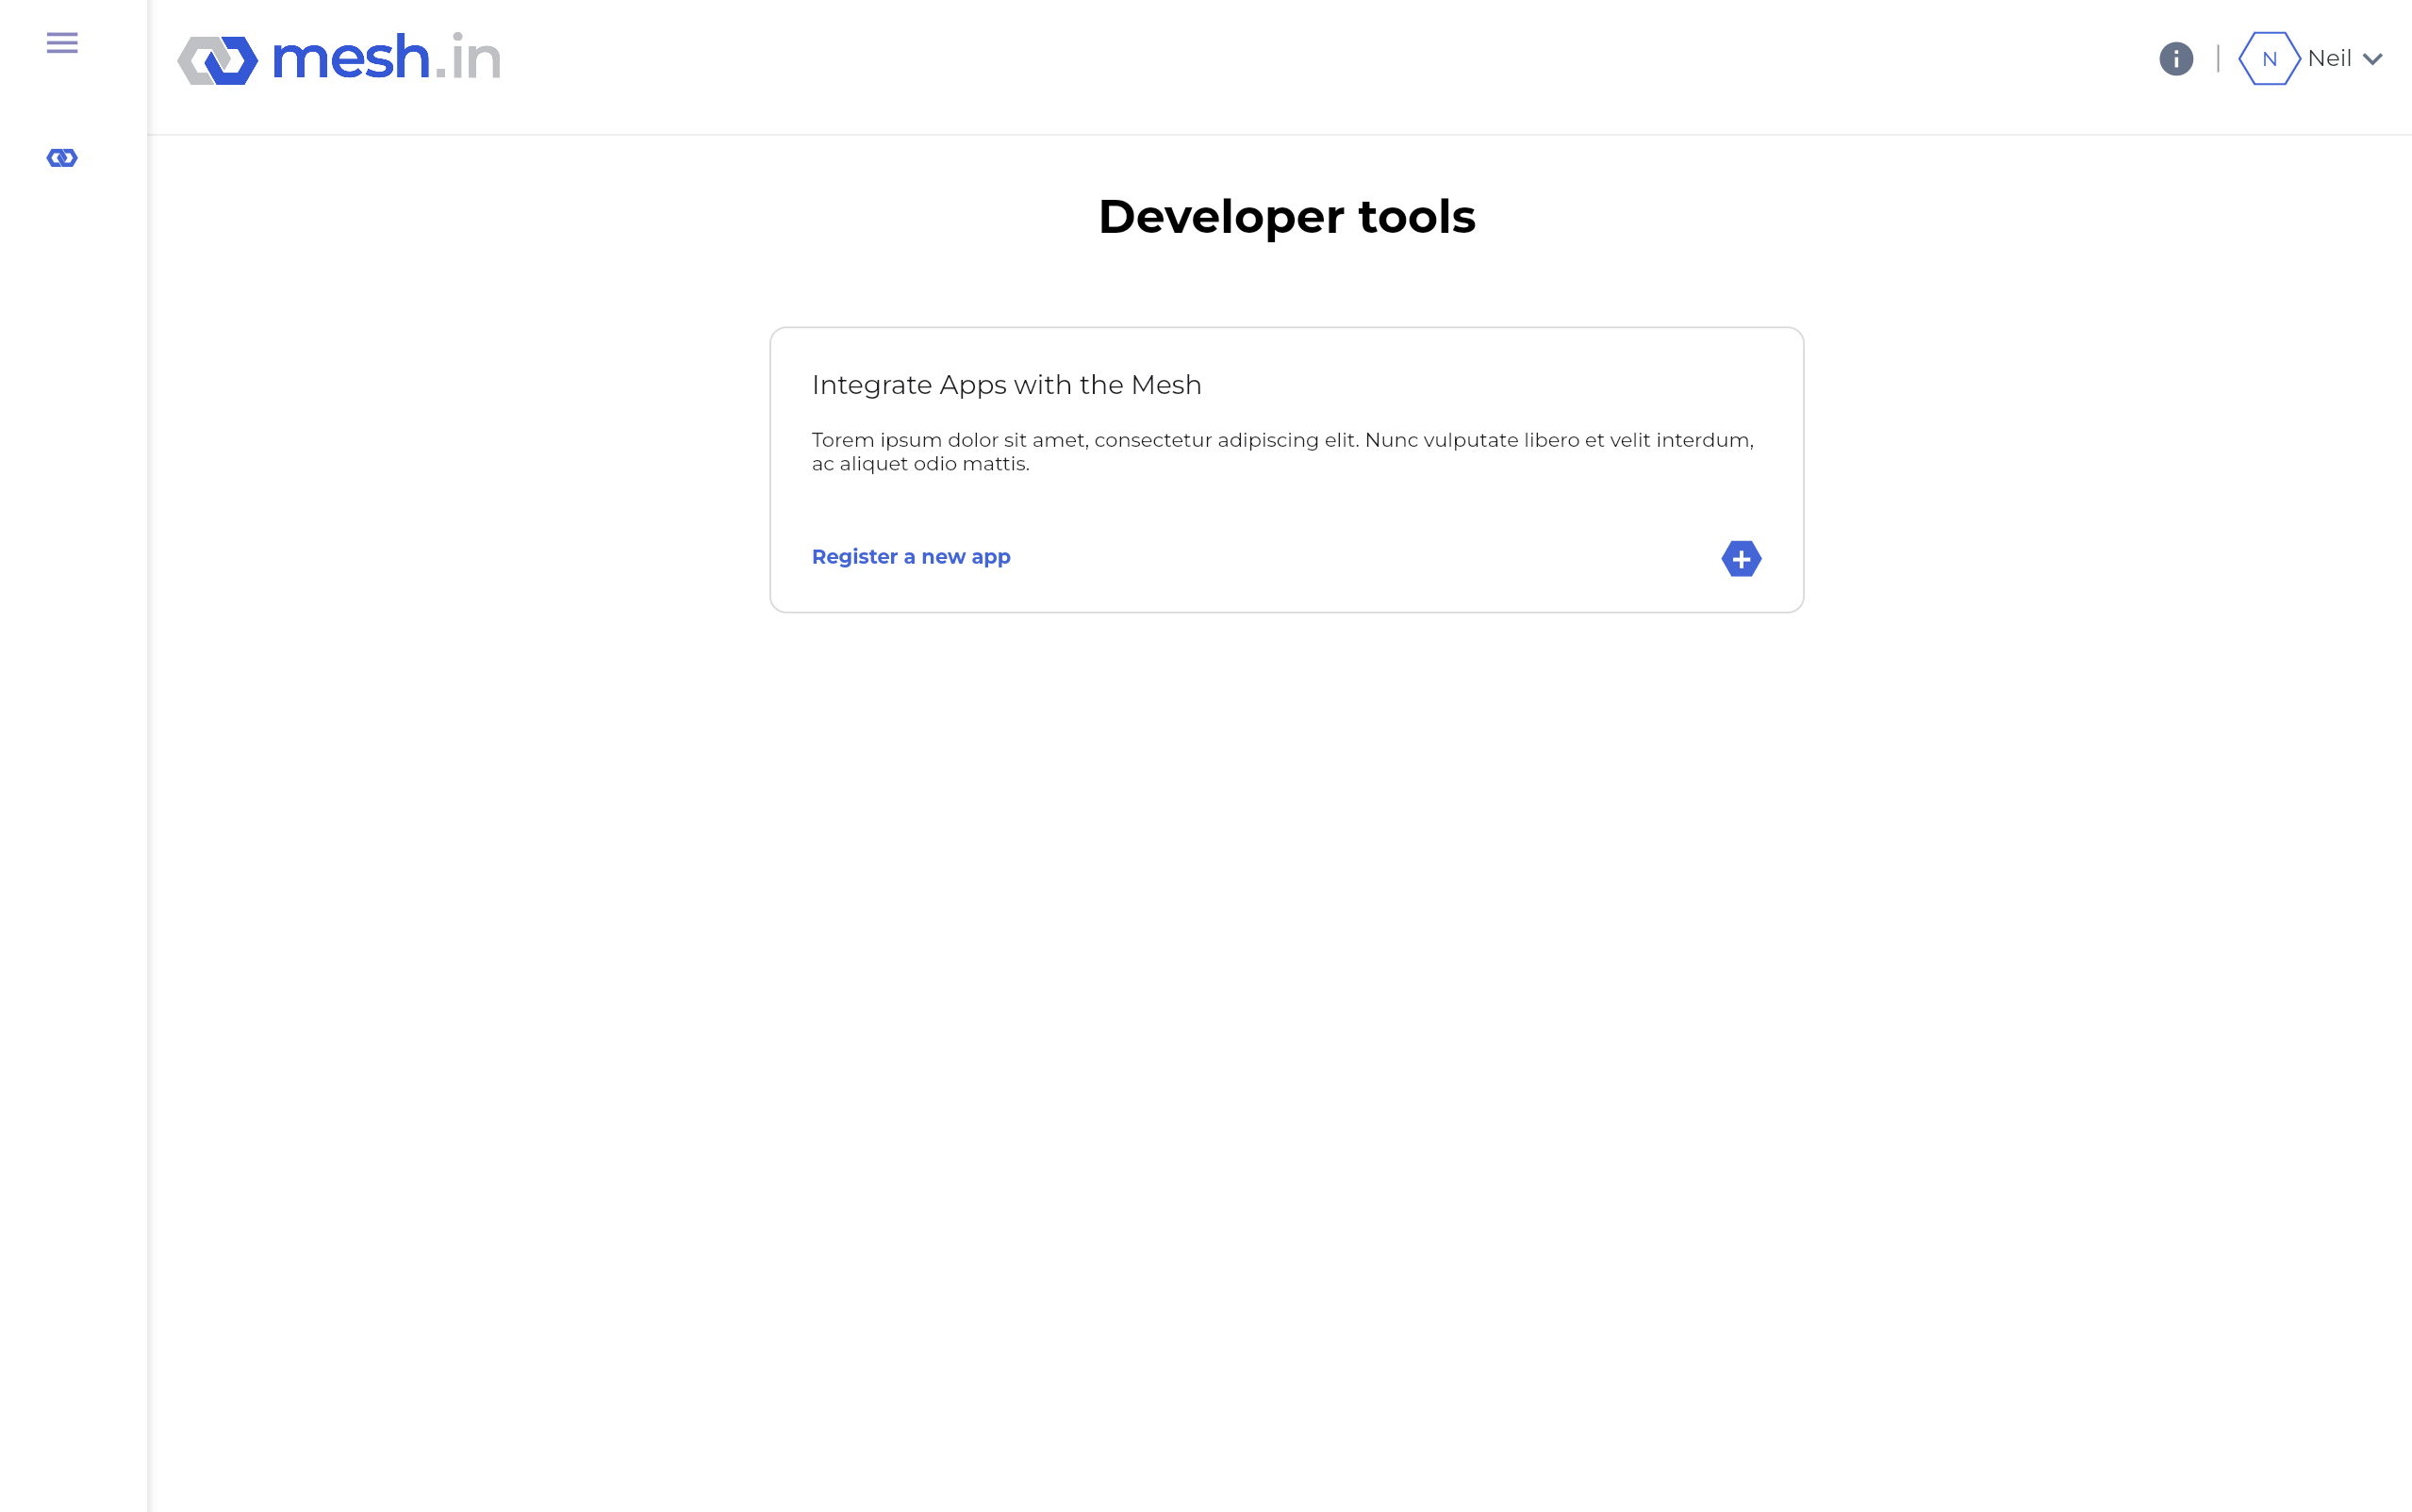 mesh.in
N Neil
Developer tools
Integrate Apps with the Mesh
Torem ipsum dolor sit amet, consectetur adipiscing elit. Nunc vulputate libero et velit interdum,
ac aliquet odio mattis.
Register a new app